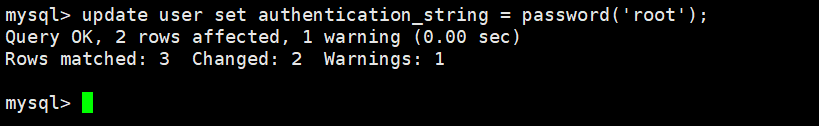 mysql> update user set authentication_string = password('root');
Query OK, 2 rows affected, 1 warning (0.00 sec)
Rows matched: 3  Changed: 2  Warnings: 1
mysql>